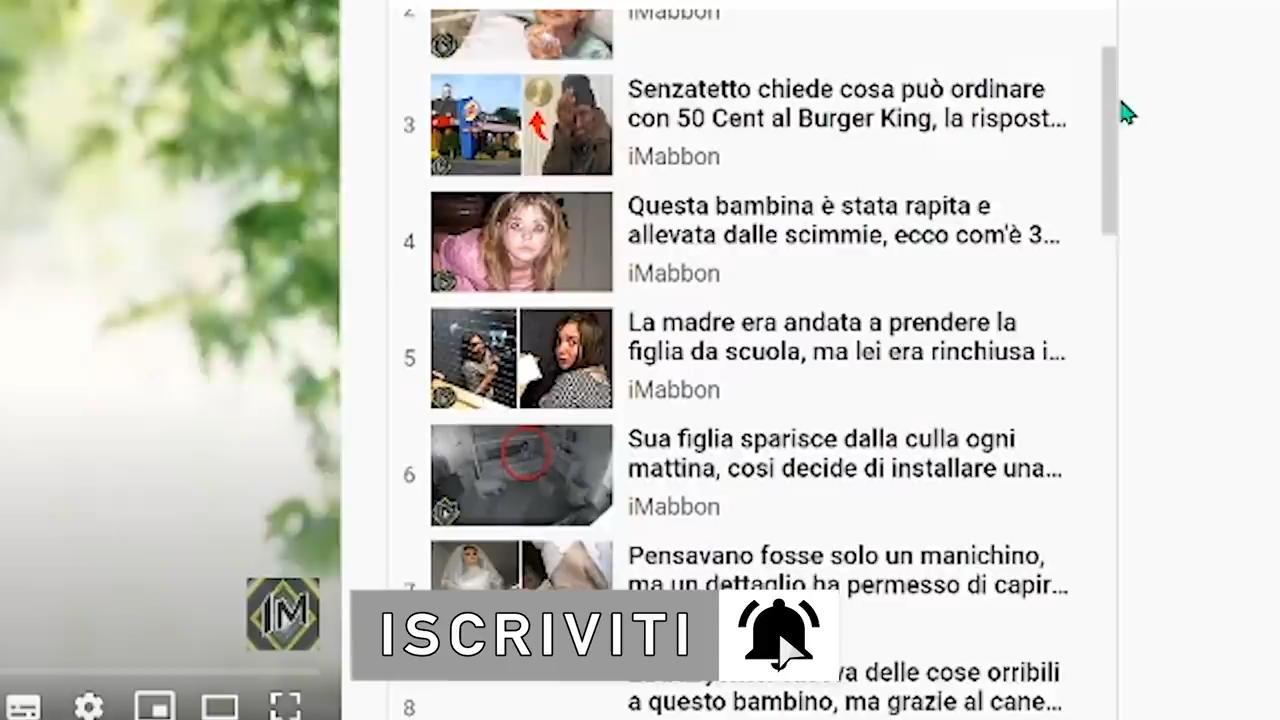 2
iMabbon
3
Senzatetto chiede cosa può ordinare
con 50 Cent al Burger King, la rispost...
iMabbon
4
Questa bambina è stata rapita e
allevata dalle scimmie, ecco com'è 3...
iMabbon
5
La madre era andata a prendere la
figlia da scuola, ma lei era rinchiusa i...
iMabbon
6
Sua figlia sparisce dalla culla ogni
mattina, cosi decide di installare una...
iMabbon
7
Pensavano fosse solo un manichino,
ma un dettaglio ha permesso di capir...
IM
ISCRIVITI
8
delle cose orribili
a questo bambino, ma grazie al cane...